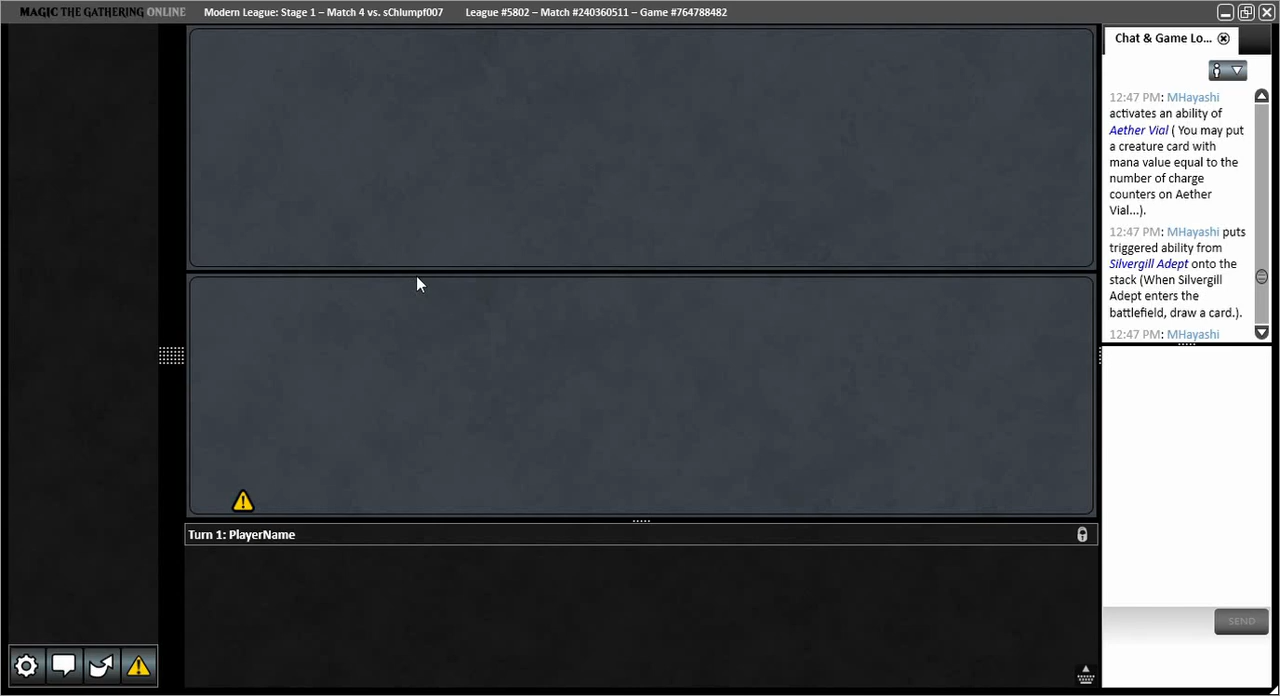 MAGIC THE GATHERING ONLINE Modern League: Stage 1 – Match 4 vs. sChlumpf007 League #5802 – Match #240360511 – Game #764788482
Chat & Game Lo...
12:47 PM: MHayashi
activates an ability of
Aether Vial ( You may put
a creature card with
mana value equal to the
number of charge
counters on Aether
Vial...).
12:47 PM: MHayashi puts
triggered ability from
Silvergill Adept onto the
stack (When Silvergill
Adept enters the
battlefield, draw a card.).
12:47 PM: MHayashi
Turn 1: PlayerName
SEND